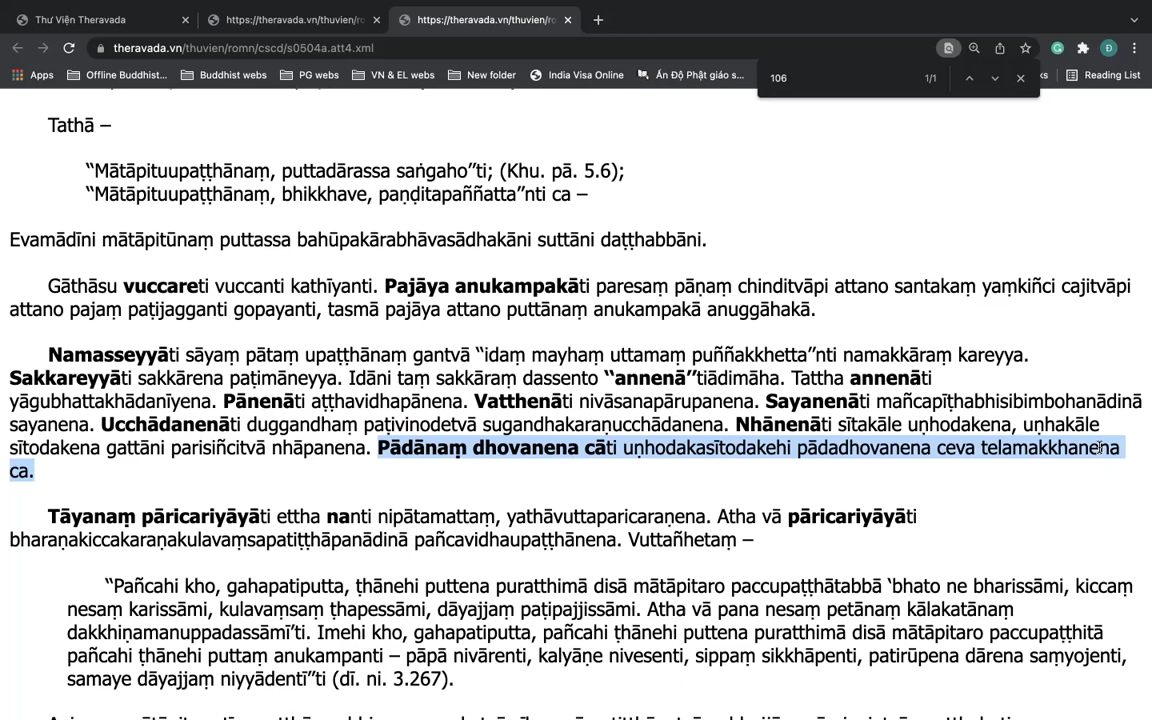 Thư Viện Theravada
https://theravada.vn/thuvien/ro
https://theravada.vn/thuvien/ro
theravada.vn/thuvien/romn/cscd/s0504a.att4.xml
Apps Offline Buddhist... Buddhist webs PG webs VN & EL webs New folder India Visa Online Ấn Độ Phật giáo s... Reading List
106 1/1
Tathā –
“Mātāpituupaṭṭhānaṃ, puttadārassa saṅgaho”ti; (Khu. pā. 5.6);
“Mātāpituupaṭṭhānaṃ, bhikkhave, paṇḍitapaññatta”nti ca –
Evamādīni mātāpitūnaṃ puttassa bahūpakārabhāvasādhakāni suttāni daṭṭhabbāni.
Gāthāsu vuccareti vuccanti kathīyanti. Pajāya anukampakāti paresaṃ pāṇaṃ chinditvāpi attano santakaṃ yaṃkiñci cajitvāpi
attano pajaṃ paṭijagganti gopayanti, tasmā pajāya attano puttānaṃ anukampakā anuggāhakā.
Namasseyyāti sāyaṃ pātaṃ upaṭṭhānaṃ gantvā “idaṃ mayhaṃ uttamaṃ puññakkhetta”nti namakkāraṃ kareyya.
Sakkareyyāti sakkārena paṭimāneyya. Idāni taṃ sakkāraṃ dassento “annenā”tiādimāha. Tattha annenāti
yāgubhattakhādanīyena. Pānenāti aṭṭhavidhapānena. Vatthenāti nivāsanapārupanena. Sayanenāti mañcapīṭhabhisibimbohanādinā
sayanena. Ucchādanenāti duggandhaṃ paṭivinodetvā sugandhakaraṇucchādanena. Nhānenāti sītakāle uṇhodakena, uṇhakāle
sītodakena gattāni parisiñcitvā nhāpanena. Pādānaṃ dhovanena cāti uṇhodakasītodakehi pādadhovanena ceva telamakkhanena
ca.
Tāyanaṃ pāricariyāyāti ettha nanti nipātamattaṃ, yathāvuttaparicaraṇena. Atha vā pāricariyāyāti
bharaṇakiccakaraṇakulavaṃsapatiṭṭhāpanādinā pañcavidhaupaṭṭhānena. Vuttañhetaṃ –
“Pañcahi kho, gahapatiputta, ṭhānehi puttena puratthimā disā mātāpitaro paccupaṭṭhātabbā ‘bhato ne bharissāmi, kiccaṃ
nesaṃ karissāmi, kulavaṃsaṃ ṭhapessāmi, dāyajjaṃ paṭipajjissāmi. Atha vā pana nesaṃ petānaṃ kālakatānaṃ
dakkhiṇamanuppadassāmī’ti. Imehi kho, gahapatiputta, pañcahi ṭhānehi puttena puratthimā disā mātāpitaro paccupaṭṭhitā
pañcahi ṭhānehi puttaṃ anukampanti – pāpā nivārenti, kalyāṇe nivesenti, sippaṃ sikkhāpenti, patirūpena dārena saṃyojenti,
samaye dāyajjaṃ niyyādentī”ti (dī. ni. 3.267).